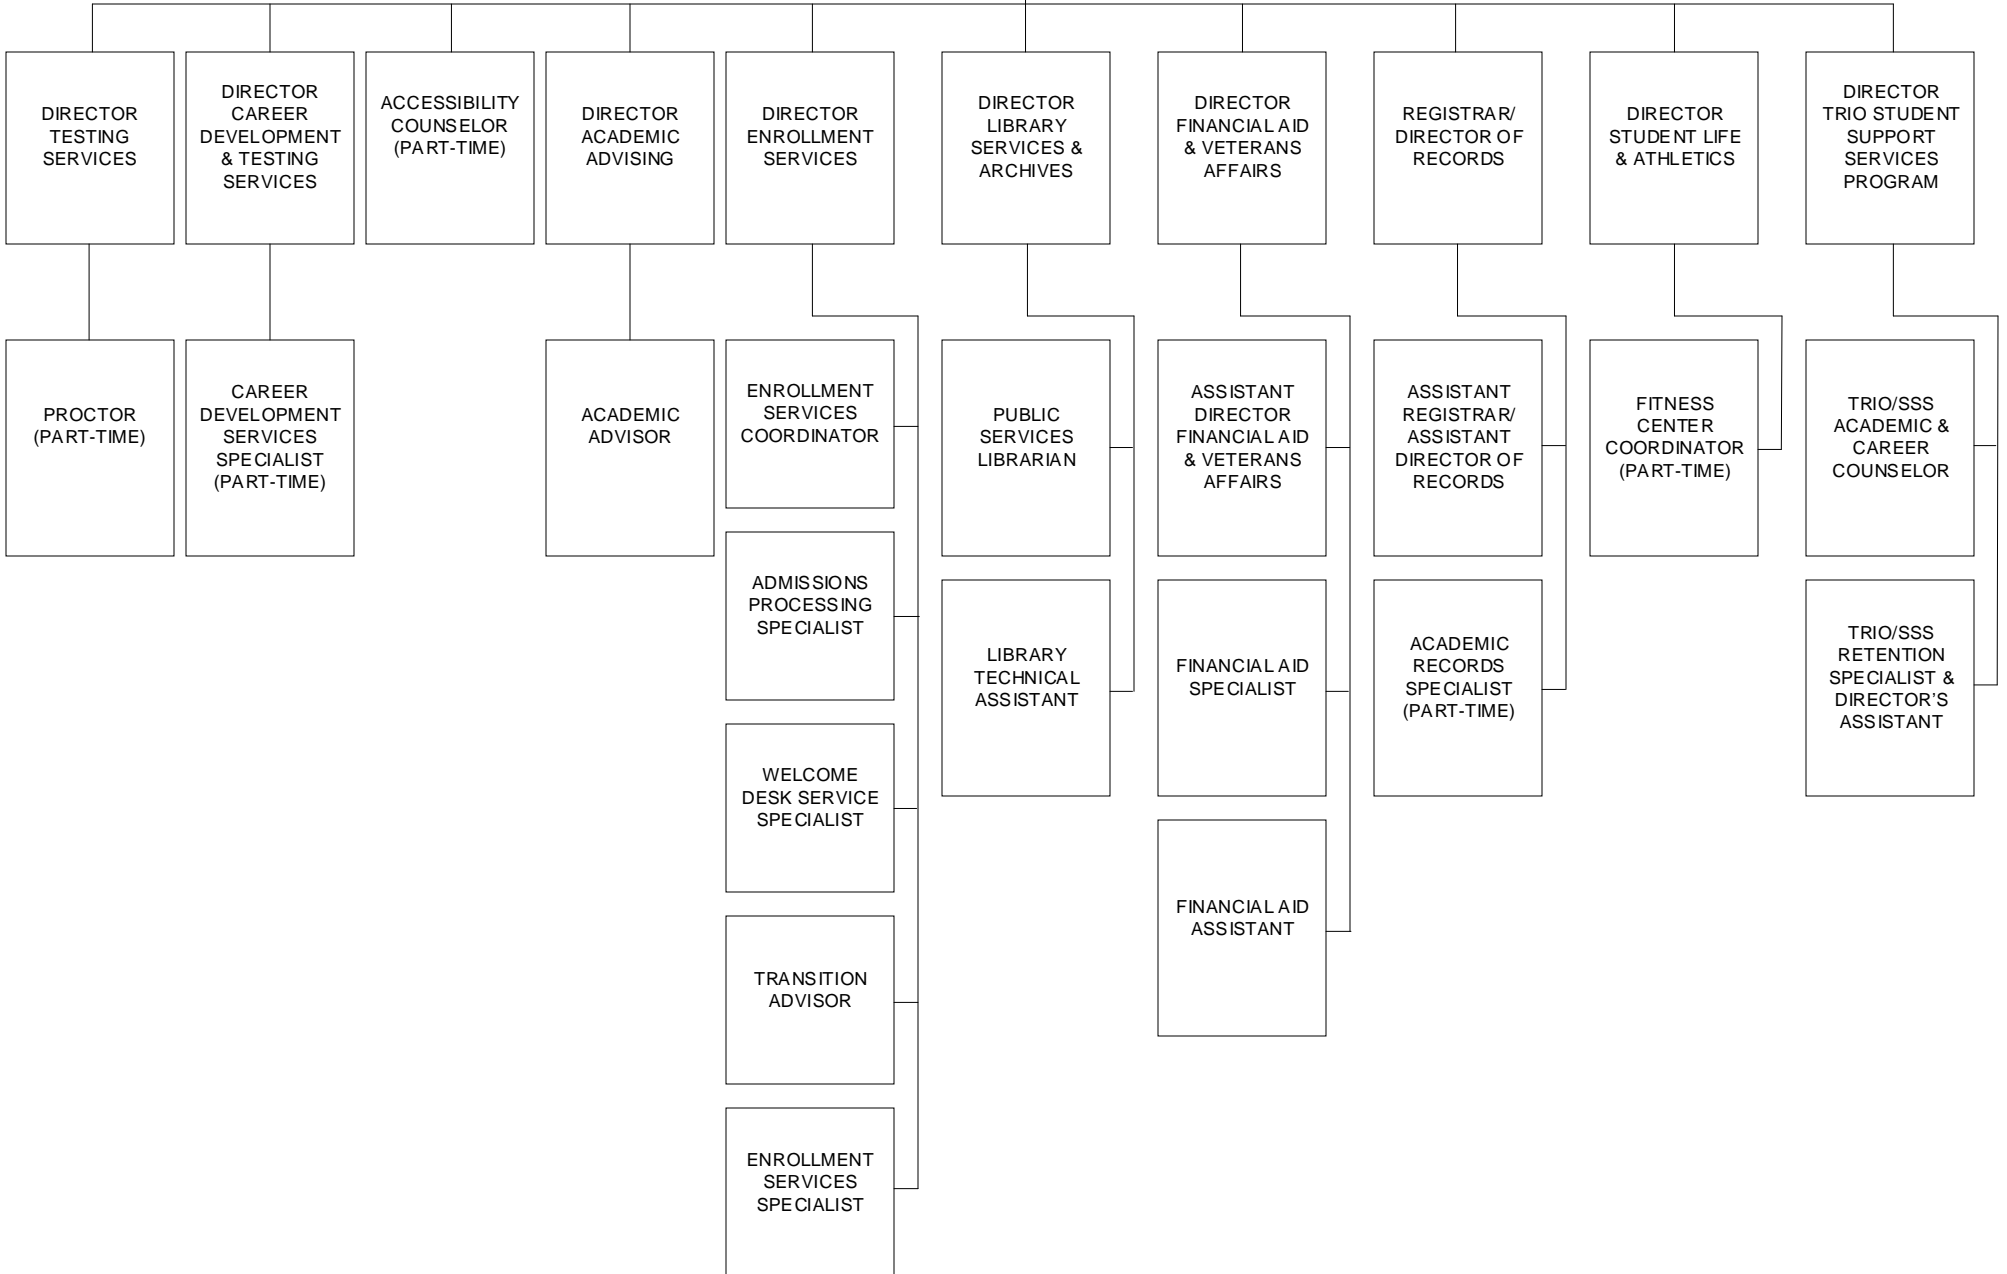 DIRECTOR
TESTING
SERVICES
DIRECTOR
CAREER
DEVELOPMENT
& TESTING
SERVICES
ACCESSIBILITY
COUNSELOR
(PART-TIME)
DIRECTOR
ACADEMIC
ADVISING
DIRECTOR
ENROLLMENT
SERVICES
DIRECTOR
LIBRARY
SERVICES &
ARCHIVES
DIRECTOR
FINANCIAL AID
& VETERANS
AFFAIRS
REGISTRAR/
DIRECTOR OF
RECORDS
DIRECTOR
STUDENT LIFE
& ATHLETICS
DIRECTOR
TRIO STUDENT
SUPPORT
SERVICES
PROGRAM
PROCTOR
(PART-TIME)
CAREER
DEVELOPMENT
SERVICES
SPECIALIST
(PART-TIME)
ACADEMIC
ADVISOR
ENROLLMENT
SERVICES
COORDINATOR
PUBLIC
SERVICES
LIBRARIAN
ASSISTANT
DIRECTOR
FINANCIAL AID
& VETERANS
AFFAIRS
ASSISTANT
REGISTRAR/
ASSISTANT
DIRECTOR OF
RECORDS
FITNESS
CENTER
COORDINATOR
(PART-TIME)
TRIO/SSS
ACADEMIC &
CAREER
COUNSELOR
ADMISSIONS
PROCESSING
SPECIALIST
LIBRARY
TECHNICAL
ASSISTANT
FINANCIAL AID
SPECIALIST
ACADEMIC
RECORDS
SPECIALIST
(PART-TIME)
TRIO/SSS
RETENTION
SPECIALIST &
DIRECTOR’S
ASSISTANT
WELCOME
DESK SERVICE
SPECIALIST
FINANCIAL AID
ASSISTANT
TRANSITION
ADVISOR
ENROLLMENT
SERVICES
SPECIALIST